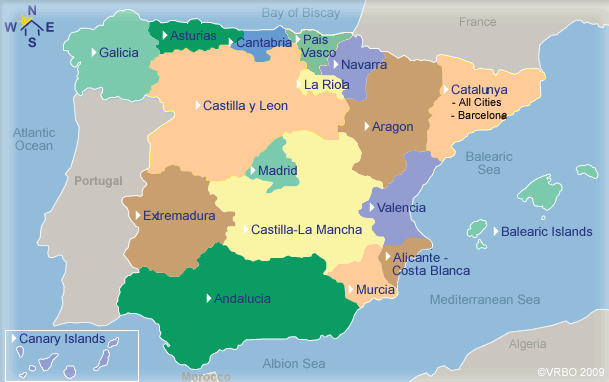 N
W E
S
Bay of Biscay
France
Galicia
Asturias
Cantabria
Pais
Vasco
Navarra
La Rioja
Castilla y Leon
Catalunya
- All Cities
- Barcelona
Aragon
Atlantic
Ocean
Portugal
Madrid
Balearic
Sea
Extremadura
Valencia
Castilla-La Mancha
Balearic Islands
Alicante -
Costa Blanca
Murcia
Andalucia
Mediterranean Sea
Canary Islands
Albion Sea
Algeria
Morocco
©VRBO 2009